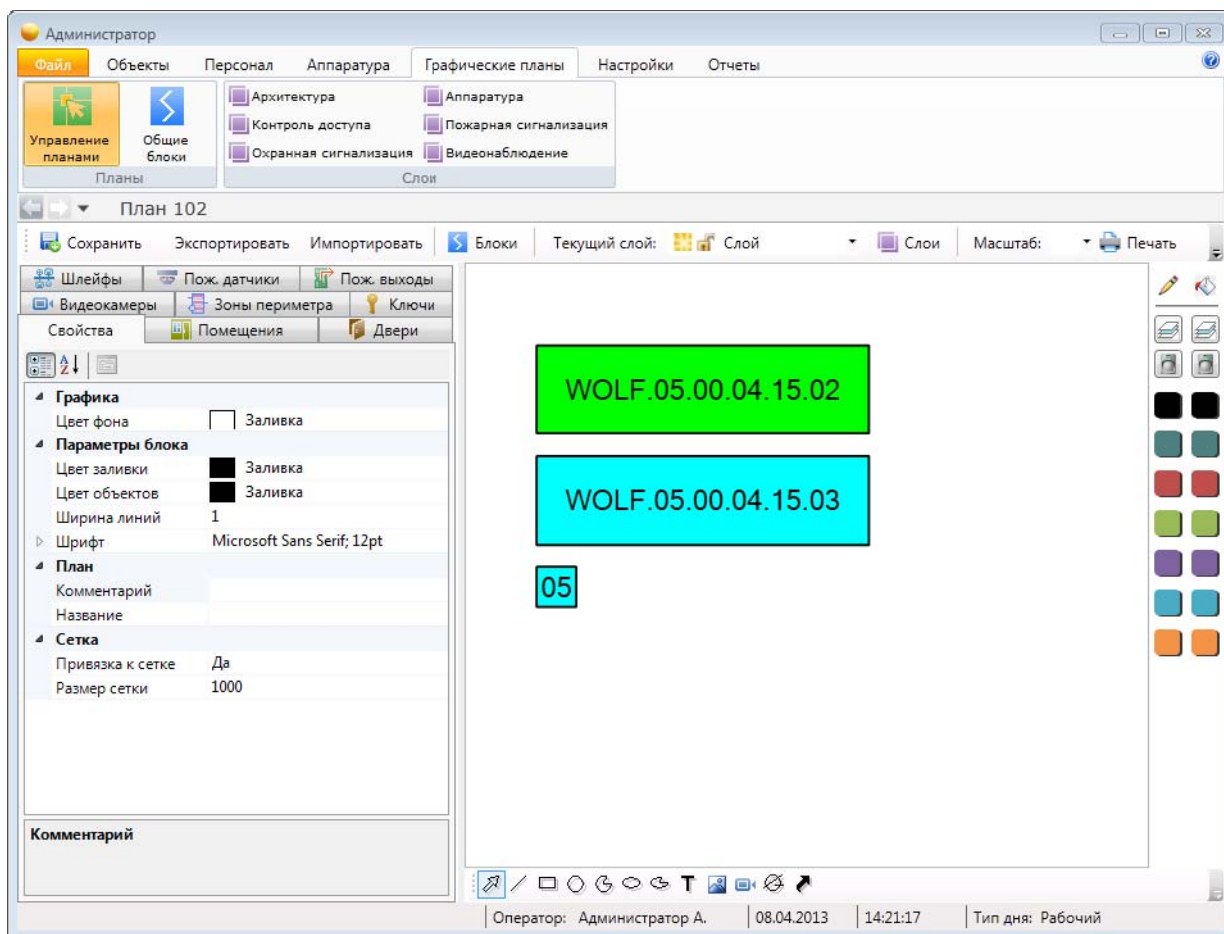 Администратор
Файл Объекты Персонал Аппаратура Графические планы Настройки Отчеты
Управление планами
Общие блоки
Планы
Архитектура
Контроль доступа
Охранная сигнализация
Аппаратура
Пожарная сигнализация
Видеонаблюдение
Слои
План 102
Сохранить Экспортировать Импортировать Блоки Текущий слой: Слой Слои Масштаб: Печать
Шлейфы Пож. датчики Пож. выходы
Видеокамеры Зоны периметра Ключи
Свойства Помещения Двери
Графика
Цвет фона Заливка
Параметры блока
Цвет заливки Заливка
Цвет объектов Заливка
Ширина линий 1
Шрифт Microsoft Sans Serif; 12pt
План
Комментарий
Название
Сетка
Привязка к сетке Да
Размер сетки 1000
Комментарий
WOLF.05.00.04.15.02
WOLF.05.00.04.15.03
05
Оператор: Администратор А. 08.04.2013 14:21:17 Тип дня: Рабочий